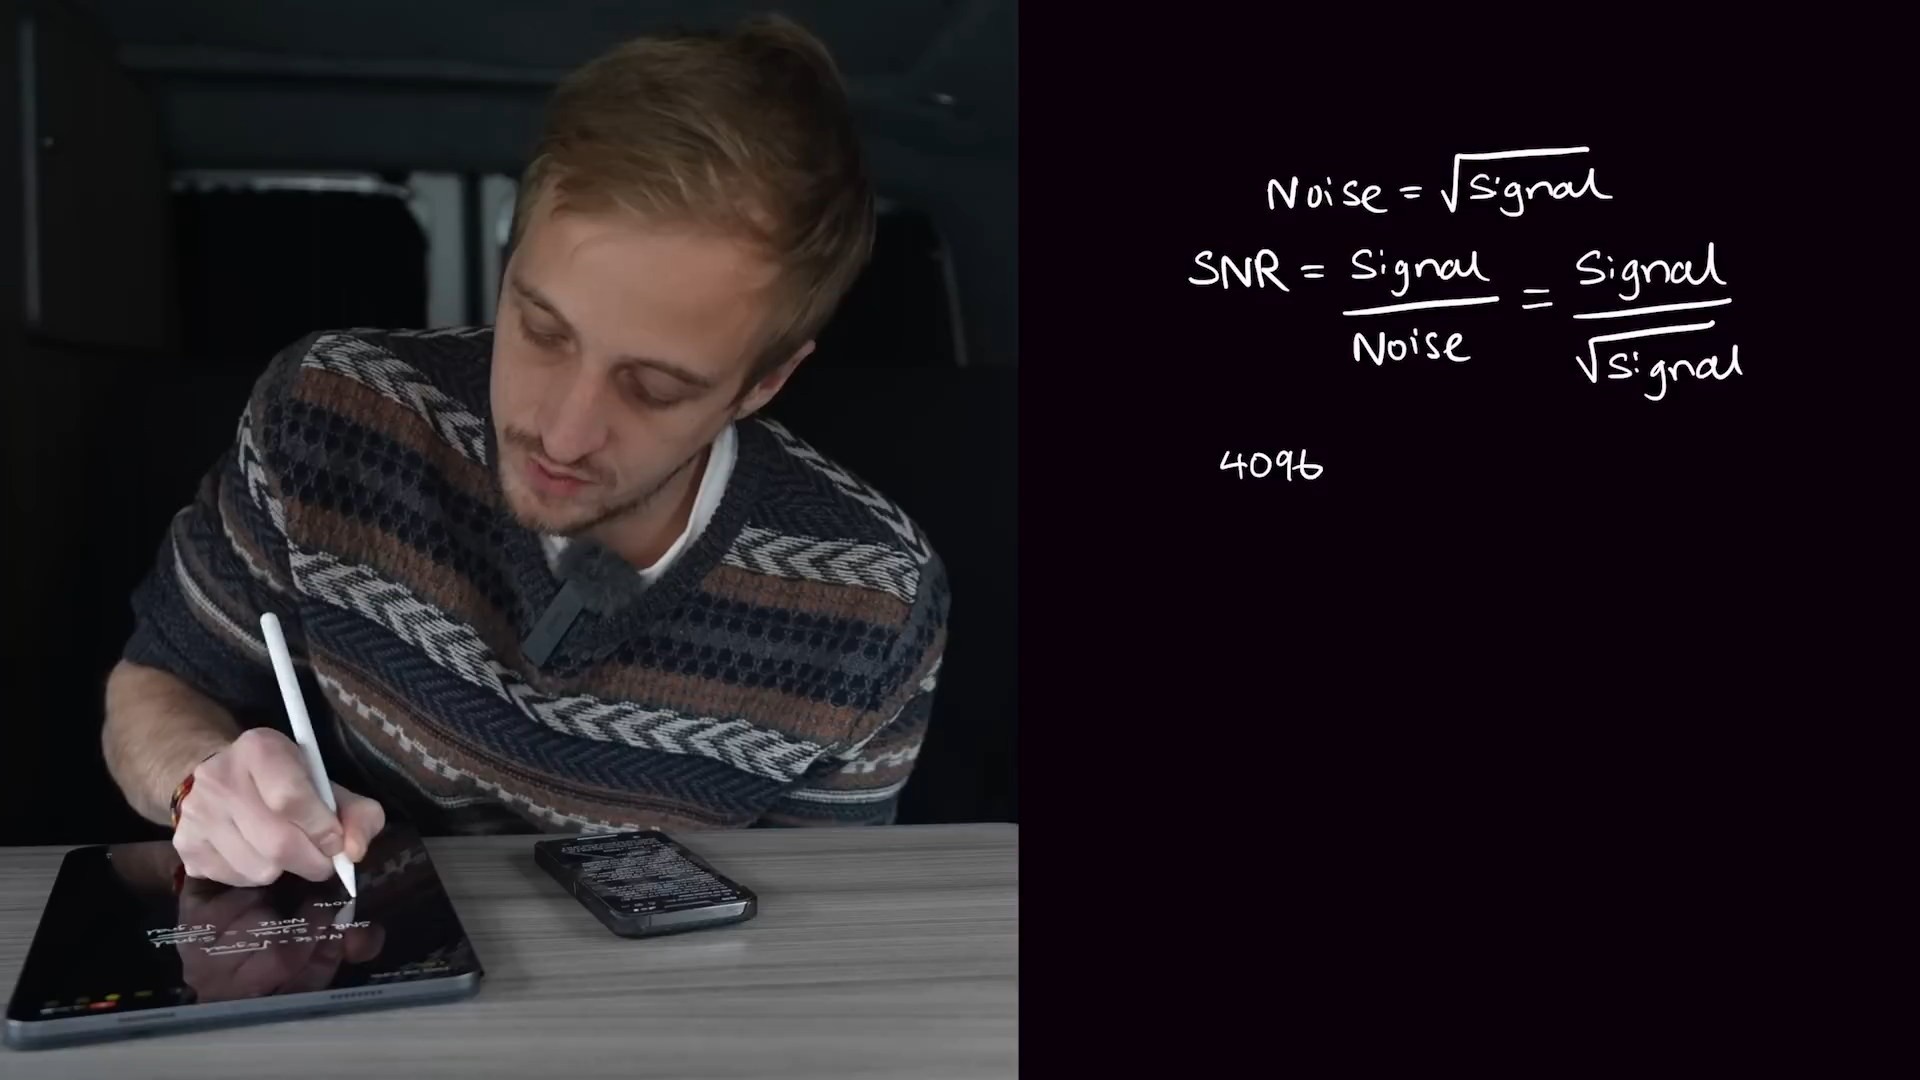 Noise = √Signal
SNR = Signal / Noise = Signal / √Signal
4096